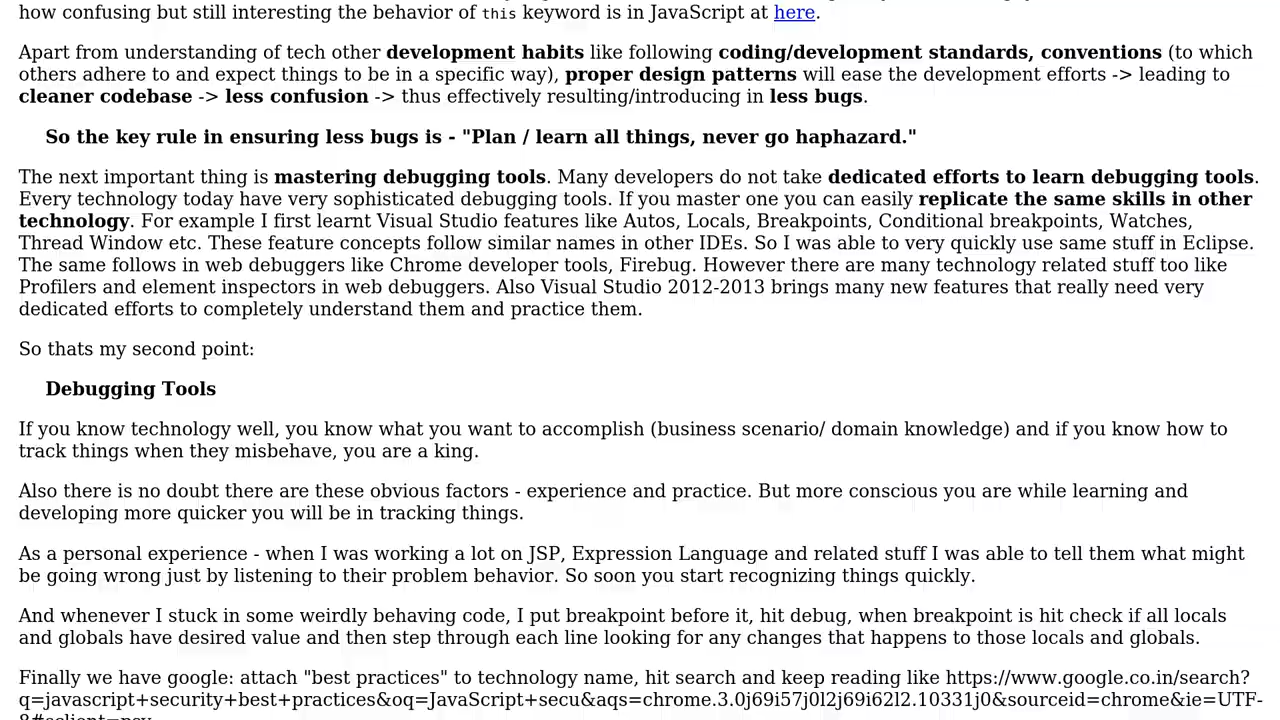 how confusing but still interesting the behavior of this keyword is in JavaScript at here.
Apart from understanding of tech other development habits like following coding/development standards, conventions (to which
others adhere to and expect things to be in a specific way), proper design patterns will ease the development efforts -> leading to
cleaner codebase -> less confusion -> thus effectively resulting/introducing in less bugs.
So the key rule in ensuring less bugs is - "Plan / learn all things, never go haphazard."
The next important thing is mastering debugging tools. Many developers do not take dedicated efforts to learn debugging tools.
Every technology today have very sophisticated debugging tools. If you master one you can easily replicate the same skills in other
technology. For example I first learnt Visual Studio features like Autos, Locals, Breakpoints, Conditional breakpoints, Watches,
Thread Window etc. These feature concepts follow similar names in other IDEs. So I was able to very quickly use same stuff in Eclipse.
The same follows in web debuggers like Chrome developer tools, Firebug. However there are many technology related stuff too like
Profilers and element inspectors in web debuggers. Also Visual Studio 2012-2013 brings many new features that really need very
dedicated efforts to completely understand them and practice them.
So thats my second point:
Debugging Tools
If you know technology well, you know what you want to accomplish (business scenario/ domain knowledge) and if you know how to
track things when they misbehave, you are a king.
Also there is no doubt there are these obvious factors - experience and practice. But more conscious you are while learning and
developing more quicker you will be in tracking things.
As a personal experience - when I was working a lot on JSP, Expression Language and related stuff I was able to tell them what might
be going wrong just by listening to their problem behavior. So soon you start recognizing things quickly.
And whenever I stuck in some weirdly behaving code, I put breakpoint before it, hit debug, when breakpoint is hit check if all locals
and globals have desired value and then step through each line looking for any changes that happens to those locals and globals.
Finally we have google: attach "best practices" to technology name, hit search and keep reading like https://www.google.co.in/search?
q=javascript+security+best+practices&oq=JavaScript+secu&aqs=chrome.3.0j69i57j0l2j69i62l2.10331j0&sourceid=chrome&ie=UTF-